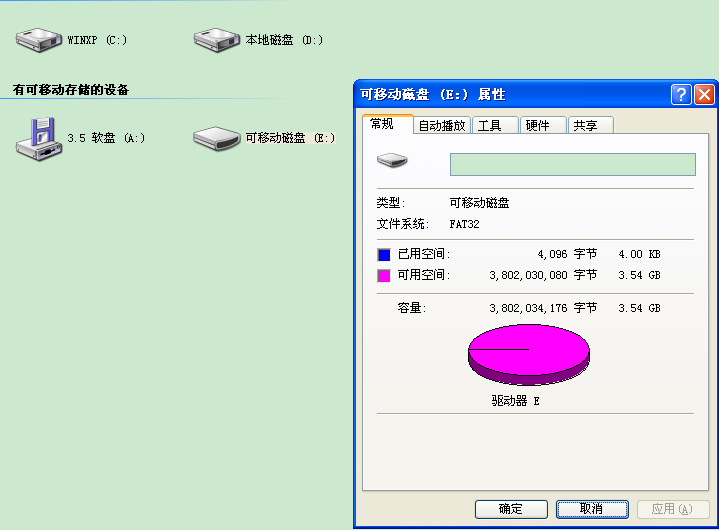 WINXP (C:) 本地磁盘 (D:)
有可移动存储的设备
3.5 软盘 (A:) 可移动磁盘 (E:)
可移动磁盘 (E:) 属性
常规 自动播放 工具 硬件 共享
类型: 可移动磁盘
文件系统: FAT32
已用空间: 4,096 字节 4.00 KB
可用空间: 3,802,030,080 字节 3.54 GB
容量: 3,802,034,176 字节 3.54 GB
驱动器 E
确定 取消 应用(A)